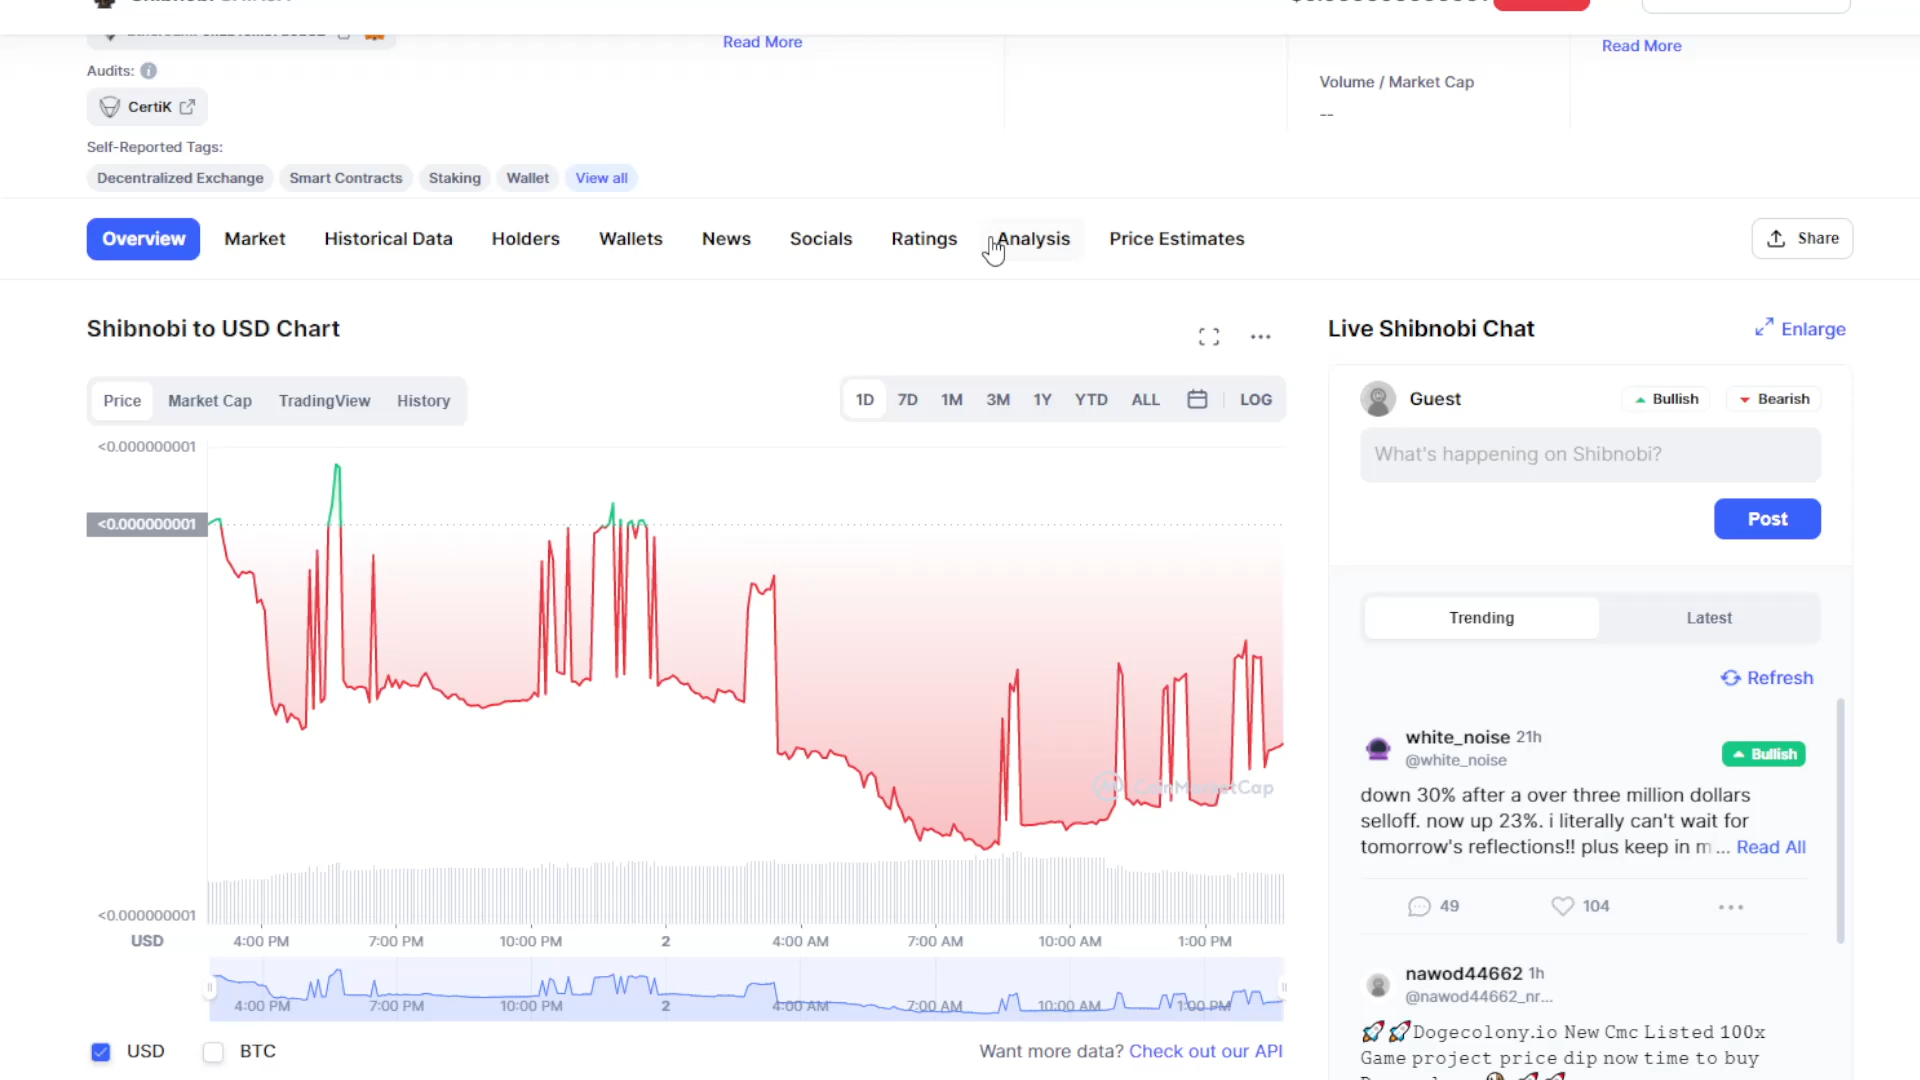 Read More
Read More
Audits:
Volume / Market Cap
CertiK
--
Self-Reported Tags:
Decentralized Exchange Smart Contracts Staking Wallet View all
Overview Market Historical Data Holders Wallets News Socials Ratings Analysis Price Estimates Share
Shibnobi to USD Chart
Price Market Cap TradingView History
1D 7D 1M 3M 1Y YTD ALL LOG
<0.000000001
<0.000000001
<0.000000001
CoinMarketCap
USD 4:00 PM 7:00 PM 10:00 PM 2 4:00 AM 7:00 AM 10:00 AM 1:00 PM
4:00 PM 7:00 PM 10:00 PM 2 4:00 AM 7:00 AM 10:00 AM 1:00 PM
USD BTC
Want more data? Check out our API
Live Shibnobi Chat Enlarge
Guest Bullish Bearish
What's happening on Shibnobi?
Post
Trending Latest
Refresh
white_noise 21h
@white_noise
Bullish
down 30% after a over three million dollars
selloff. now up 23%. i literally can't wait for
tomorrow's reflections!! plus keep in m... Read All
49 104
nawod44662 1h
@nawod44662_nr...
🚀🚀Dogecolony.io New Cmc Listed 100x
Game project price dip now time to buy